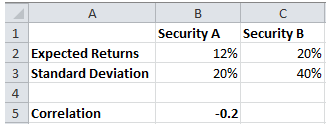 A B C
1 Security A Security B
2 Expected Returns 12% 20%
3 Standard Deviation 20% 40%
4
5 Correlation -0.2